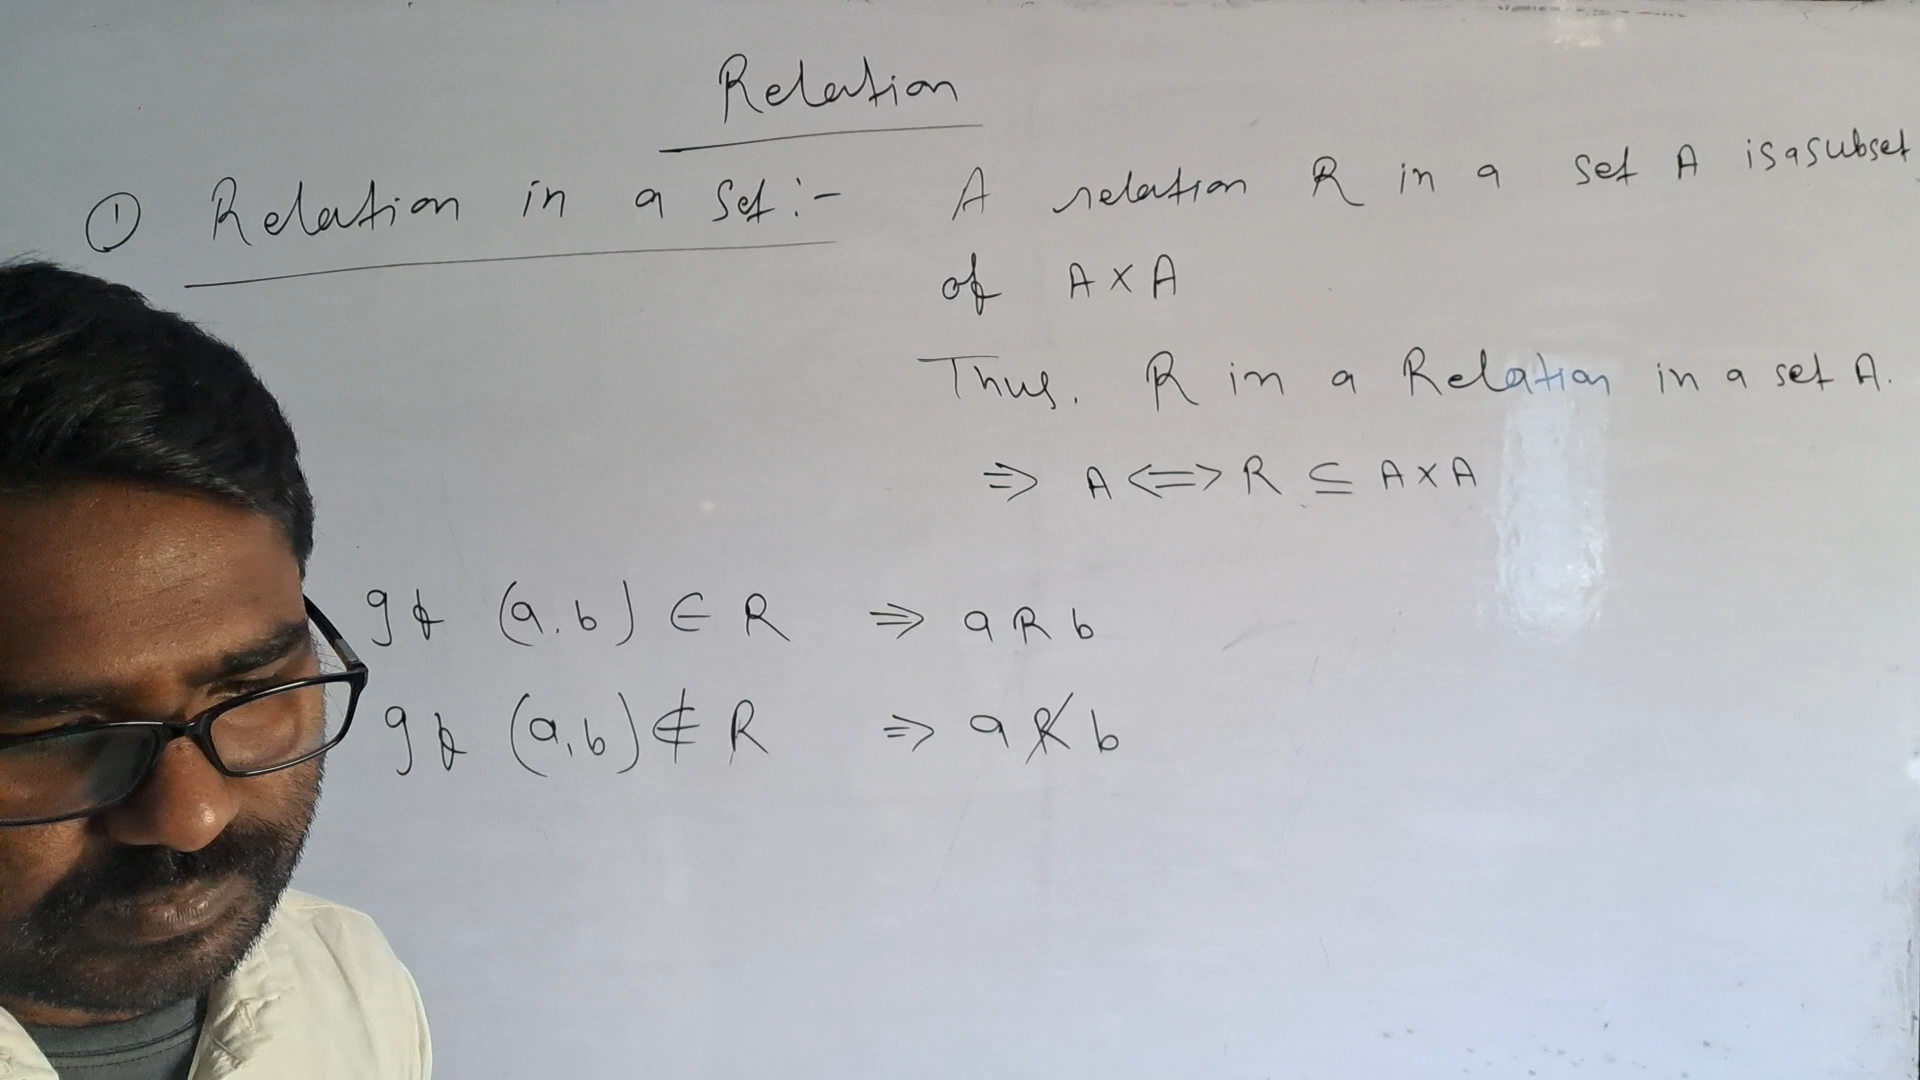 Relation
① Relation in a Set :- A relation R in a set A is a subset
of A × A
Thus. R in a Relation in a set A.
⇒ A ⇔ R ⊆ A × A
If (a.b) ∈ R ⇒ a R b
If (a,b) ∉ R ⇒ a R̸ b